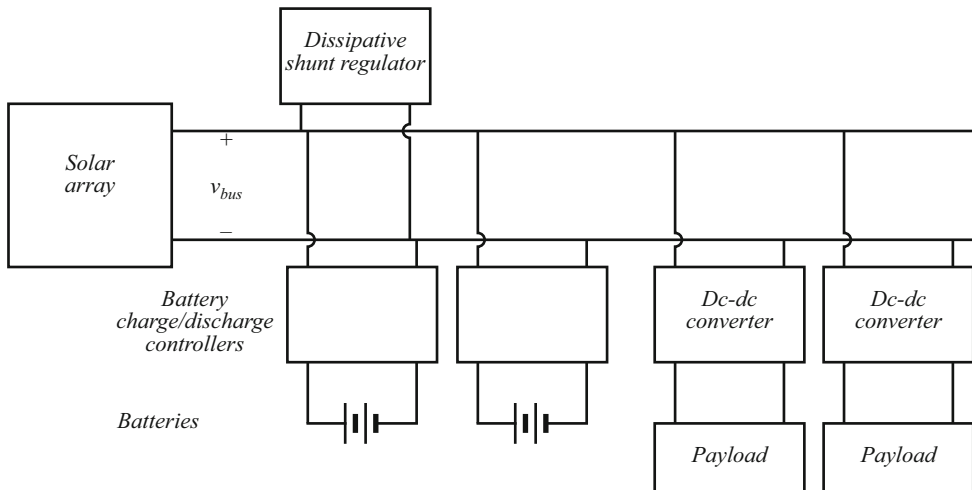 Dissipative
shunt regulator
Solar
array
+
v_bus
–
Battery
charge/discharge
controllers
Dc-dc
converter
Dc-dc
converter
Batteries
Payload
Payload